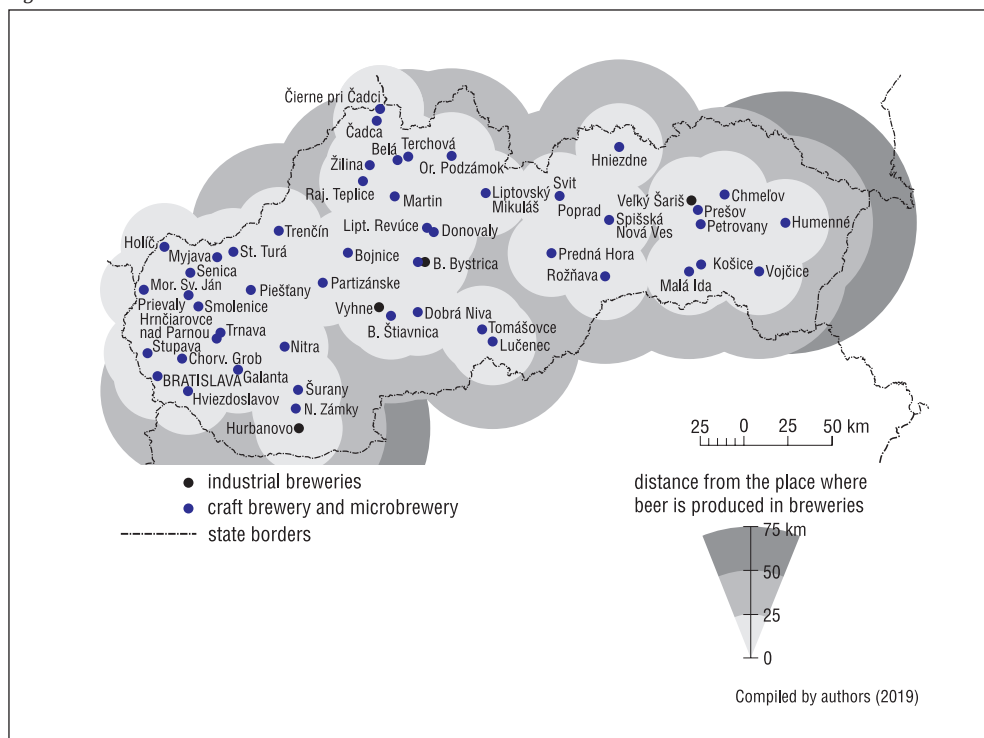 Čierne pri Čadci
Čadca
Belá
Terchová
Žilina
Or. Podzámok
Raj. Teplice
Martin
Liptovský
Mikuláš
Svit
Poprad
Hniezdne
Veľký Šariš
Chmeľov
Prešov
Petrovany
Humenné
Spišská
Nová Ves
Lipt. Revúce
Donovaly
Trenčín
Holíč
Myjava
St. Turá
Bojnice
B. Bystrica
Predná Hora
Rožňava
Košice
Malá Ida
Vojčice
Senica
Mor. Sv. Ján
Prievaly
Smolenice
Piešťany
Partizánske
Vyhne
B. Štiavnica
Dobrá Niva
Tomášovce
Lučenec
Hrnčiarovce
nad Parnou
Trnava
Stupava
Chorv. Grob
Nitra
BRATISLAVA
Galanta
Hviezdoslavov
Šurany
N. Zámky
Hurbanovo
25 0 25 50 km
industrial breweries
craft brewery and microbrewery
state borders
distance from the place where
beer is produced in breweries
75 km
50
25
0
Compiled by authors (2019)